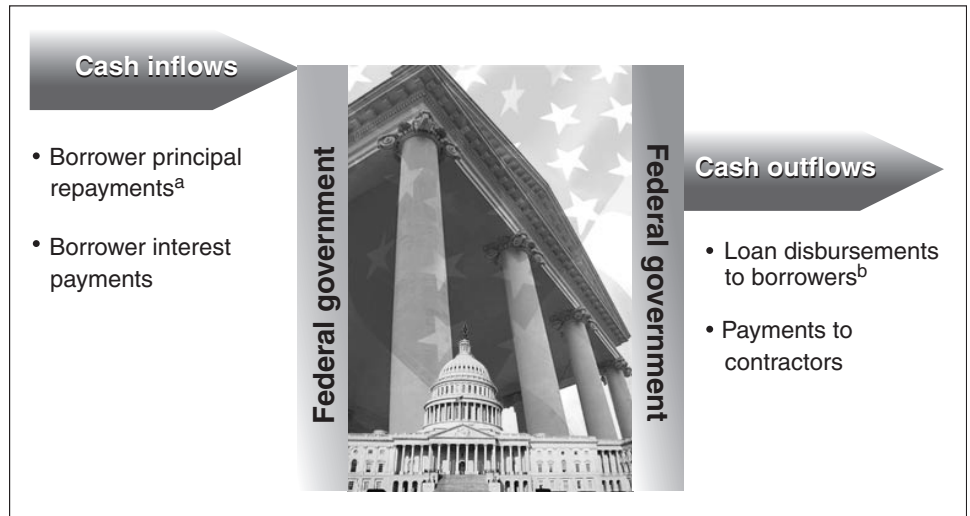 Cash inflows
• Borrower principal
repayments^a
• Borrower interest
payments
Federal government
Federal government
Cash outflows
• Loan disbursements
to borrowers^b
• Payments to
contractors